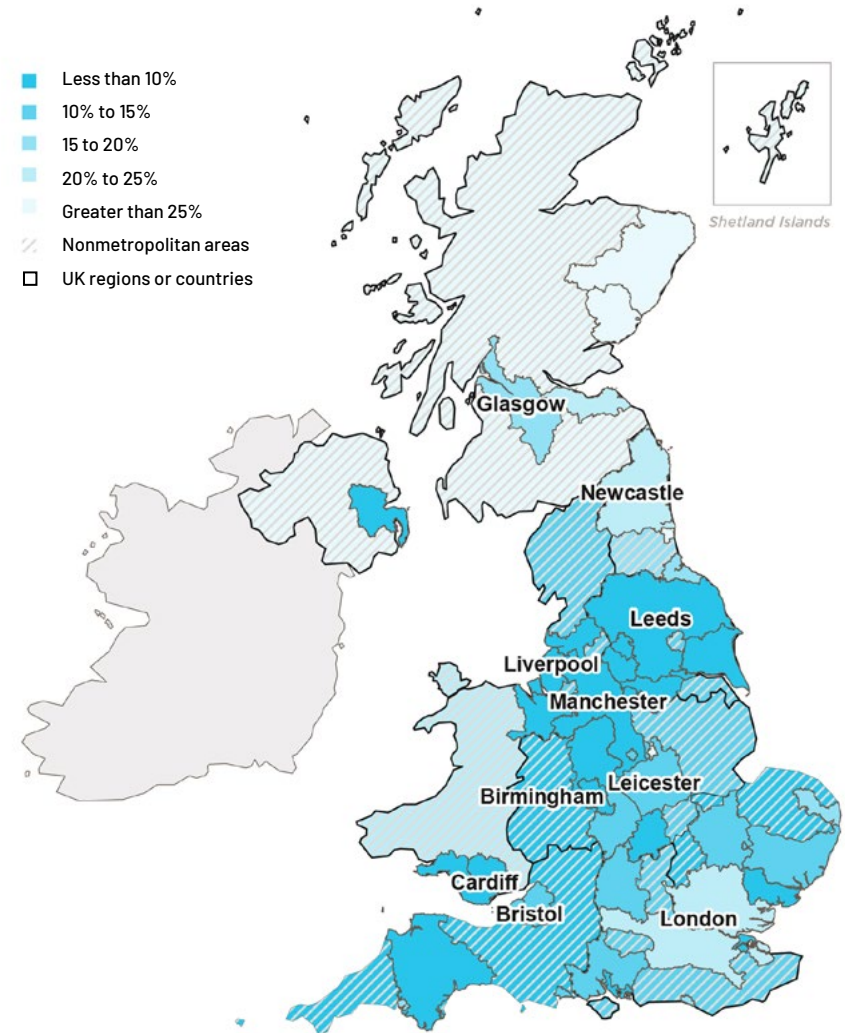 Less than 10%
10% to 15%
15 to 20%
20% to 25%
Greater than 25%
Nonmetropolitan areas
UK regions or countries
Shetland Islands
Glasgow
Newcastle
Leeds
Liverpool
Manchester
Leicester
Birmingham
Cardiff
Bristol
London